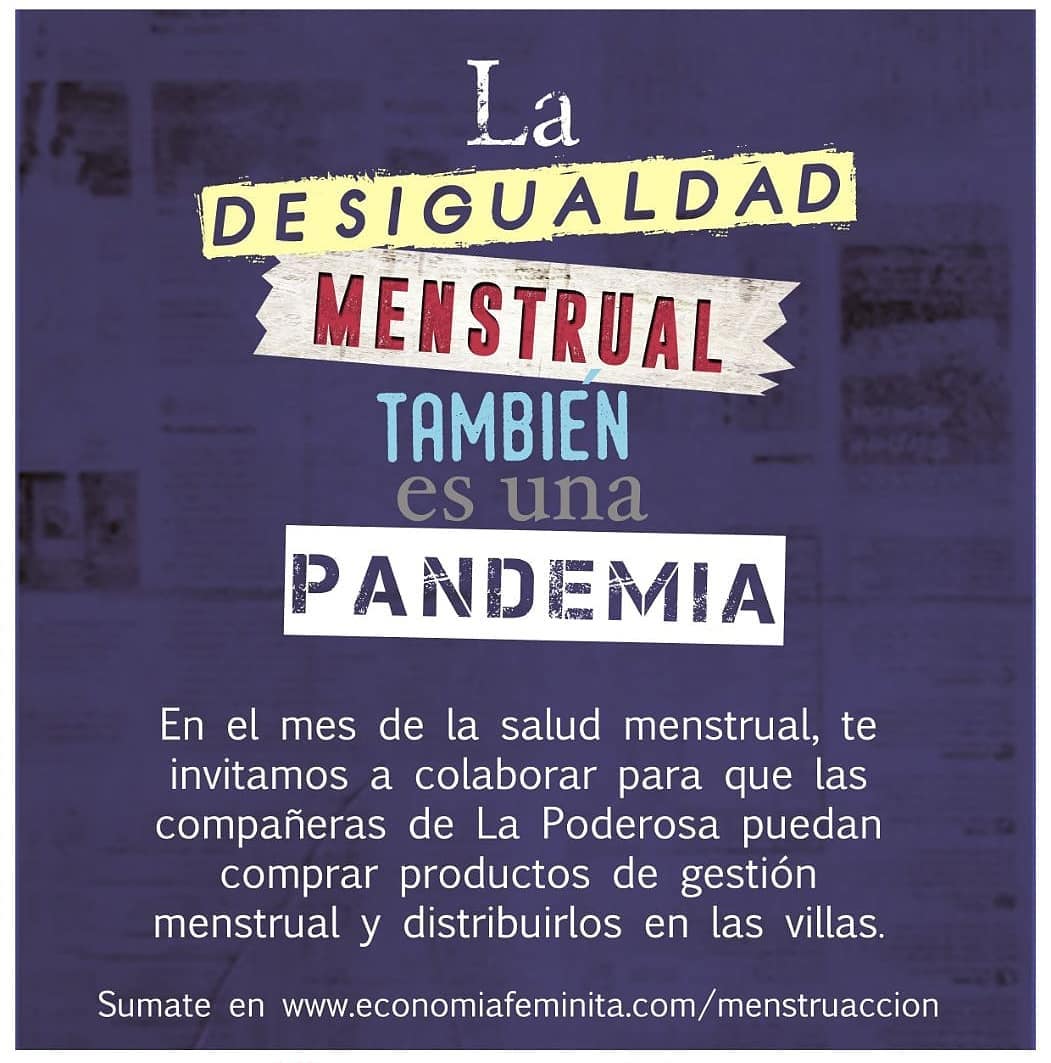 La
DESIGUALDAD
MENSTRUAL
TAMBIÉN
es una
PANDEMIA
En el mes de la salud menstrual, te
invitamos a colaborar para que las
compañeras de La Poderosa puedan
comprar productos de gestión
menstrual y distribuirlos en las villas.
Sumate en www.economiafeminita.com/menstruaccion